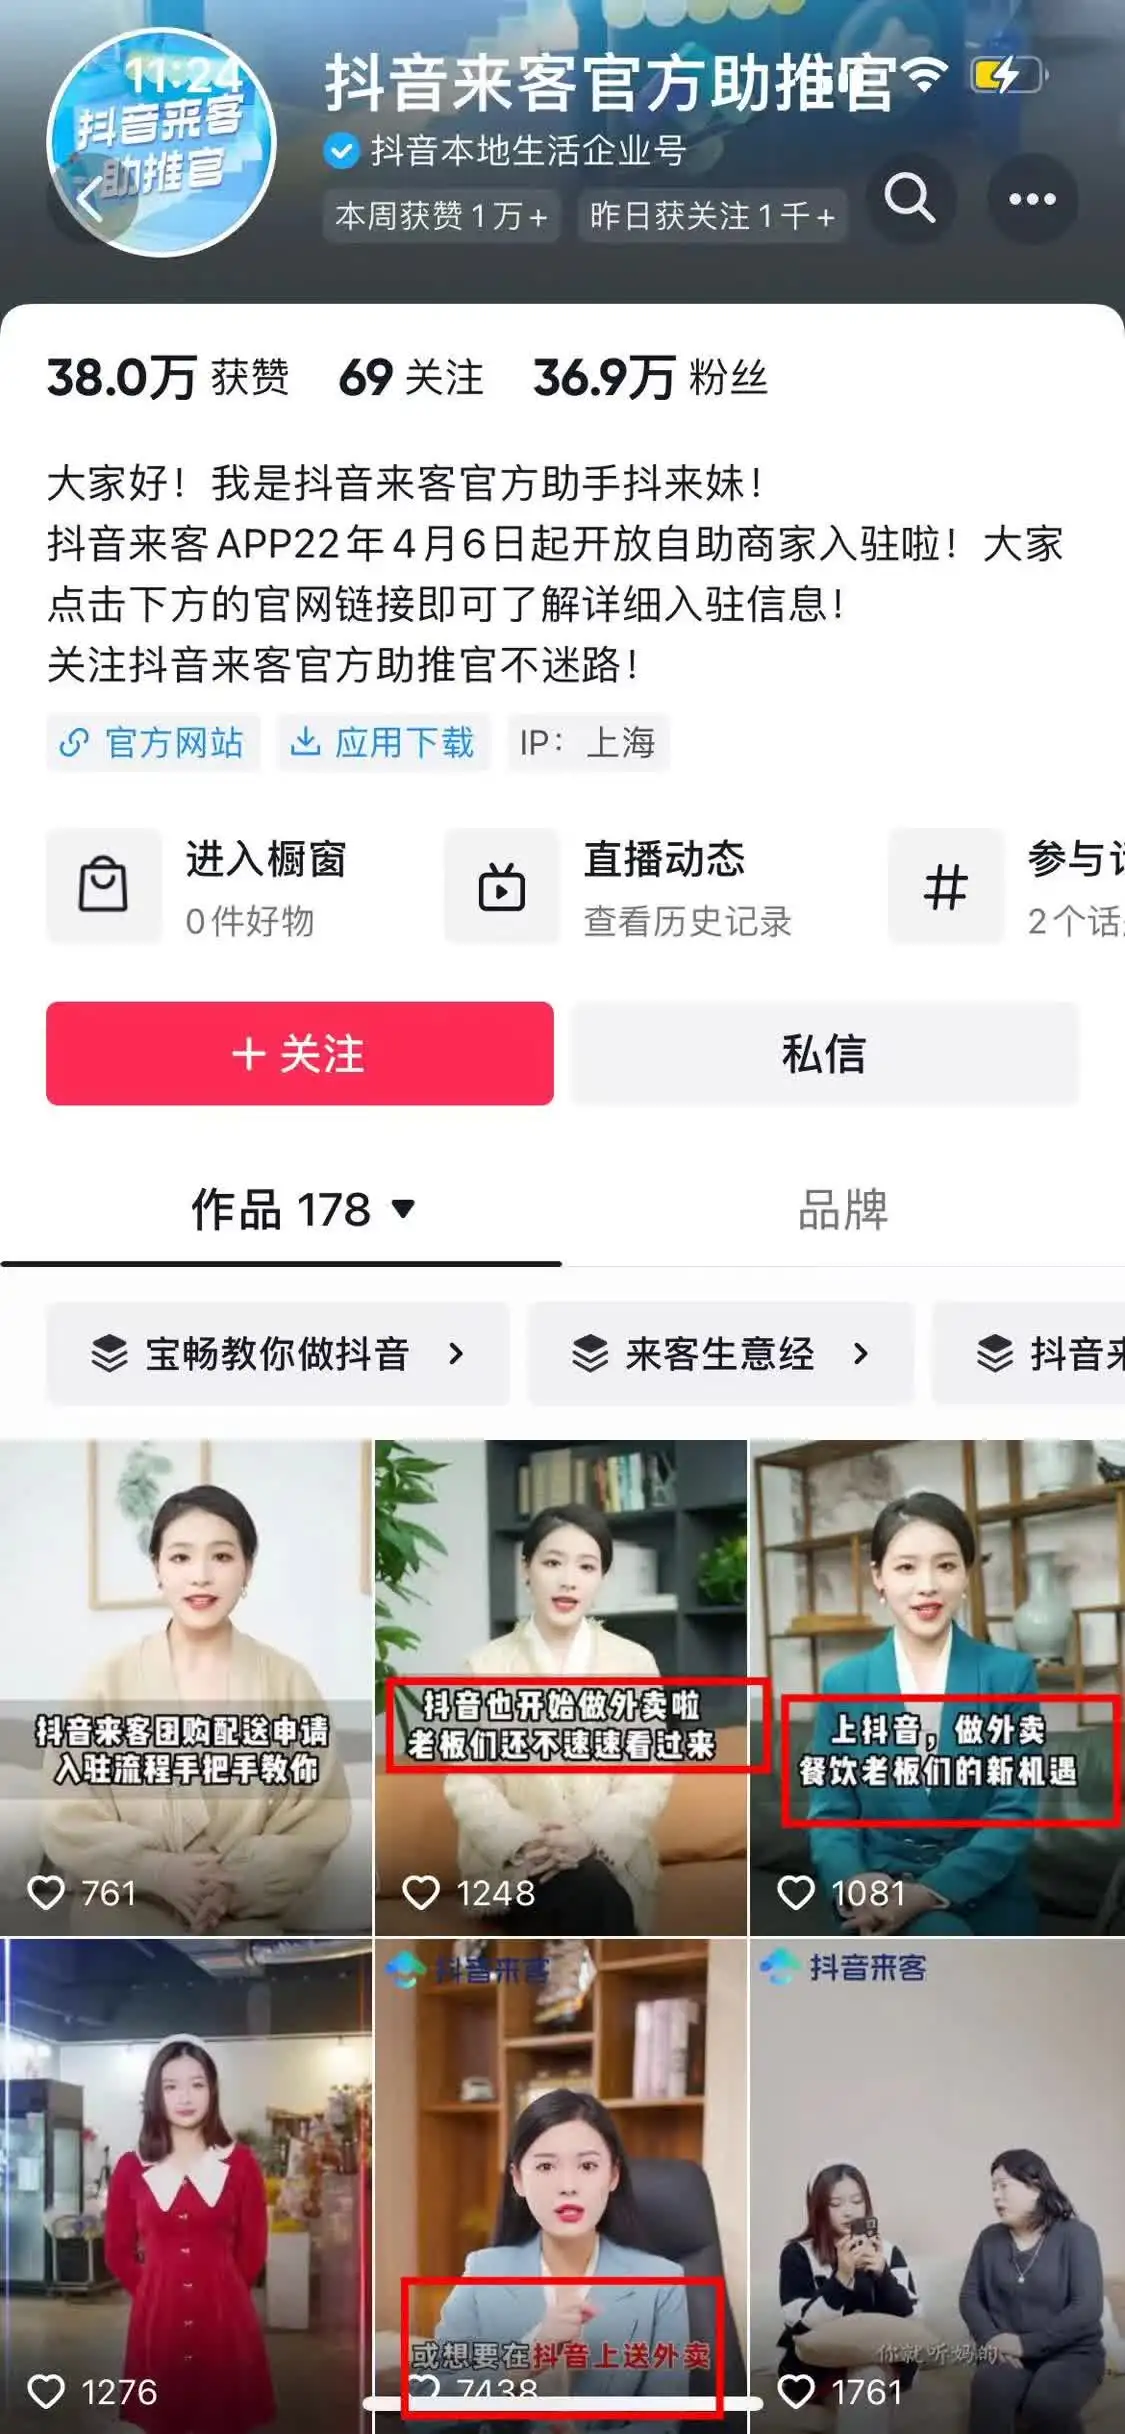 11:24
抖音来客
助推官
抖音来客官方助推官
抖音本地生活企业号
本周获赞1万+ 昨日获关注1千+
38.0万 获赞 69 关注 36.9万 粉丝
大家好！我是抖音来客官方助手抖来妹！
抖音来客APP22年4月6日起开放自助商家入驻啦！大家
点击下方的官网链接即可了解详细入驻信息！
关注抖音来客官方助推官不迷路！
官方网站 应用下载 IP：上海
进入橱窗 直播动态 参与
0件好物 查看历史记录 2个话
+ 关注 私信
作品 178 品牌
宝畅教你做抖音 来客生意经 抖音来
抖音来客团购配送申请
入驻流程手把手教你
761
抖音也开始做外卖啦
老板们还不速速看过来
1248
上抖音，做外卖
餐饮老板们的新机遇
1081
1276
抖音来客
或想要在抖音上送外卖
7438
抖音来客
你就听妈的
1761